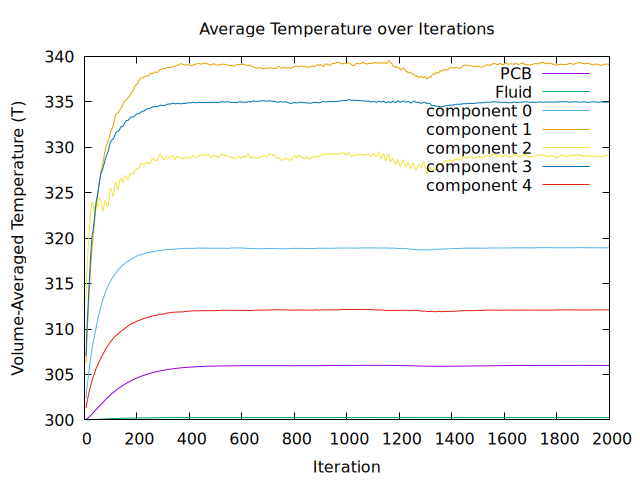 Average Temperature over Iterations
Volume-Averaged Temperature (T)
340
335
330
325
320
315
310
305
300
PCB
Fluid
component 0
component 1
component 2
component 3
component 4
0 200 400 600 800 1000 1200 1400 1600 1800 2000
Iteration